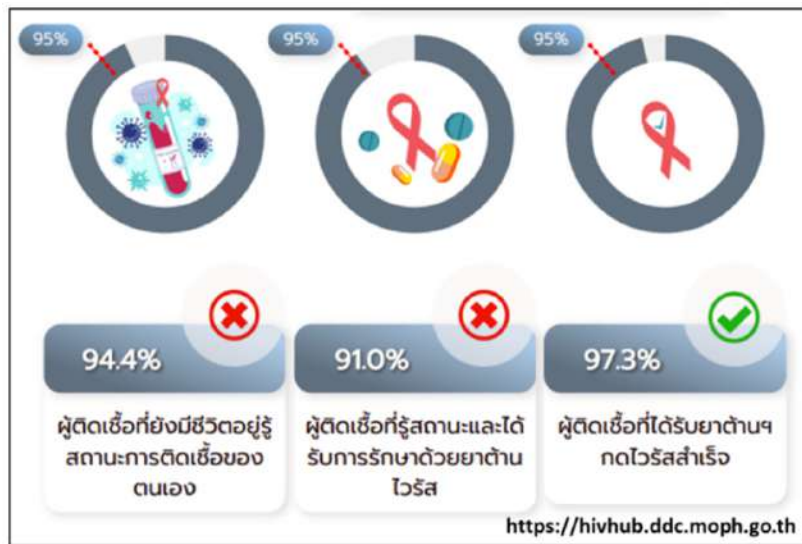 95%
95%
95%
94.4%
91.0%
97.3%
ผู้ติดเชื้อที่ยังมีชีวิตอยู่รู้
สถานะการติดเชื้อของ
ตนเอง
ผู้ติดเชื้อที่รู้สถานะและได้
รับการรักษาด้วยยาต้าน
ไวรัส
ผู้ติดเชื้อที่ได้รับยาต้านฯ
กดไวรัสสำเร็จ
https://hivhub.ddc.moph.go.th